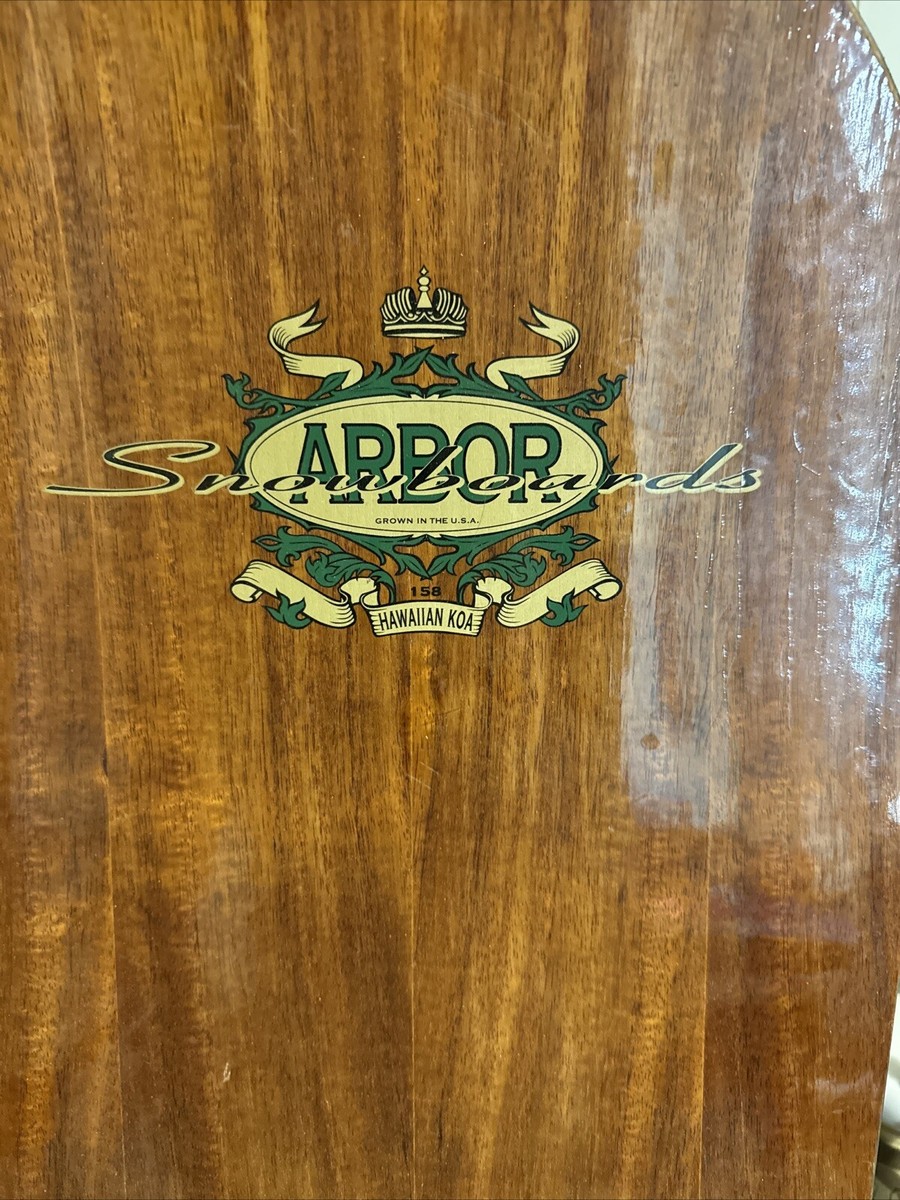 ARBOR
Snowboards
GROWN IN THE U.S.A.
158
HAWAIIAN KOA